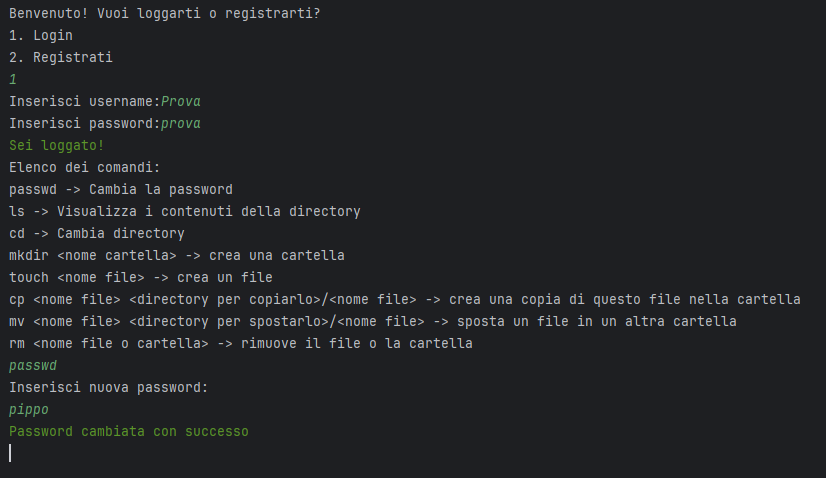 Benvenuto! Vuoi loggarti o registrarti?
1. Login
2. Registrati
1
Inserisci username:Prova
Inserisci password:prova
Sei loggato!
Elenco dei comandi:
passwd -> Cambia la password
ls -> Visualizza i contenuti della directory
cd -> Cambia directory
mkdir <nome cartella> -> crea una cartella
touch <nome file> -> crea un file
cp <nome file> <directory per copiarlo>/<nome file> -> crea una copia di questo file nella cartella
mv <nome file> <directory per spostarlo>/<nome file> -> sposta un file in un altra cartella
rm <nome file o cartella> -> rimuove il file o la cartella
passwd
Inserisci nuova password:
pippo
Password cambiata con successo